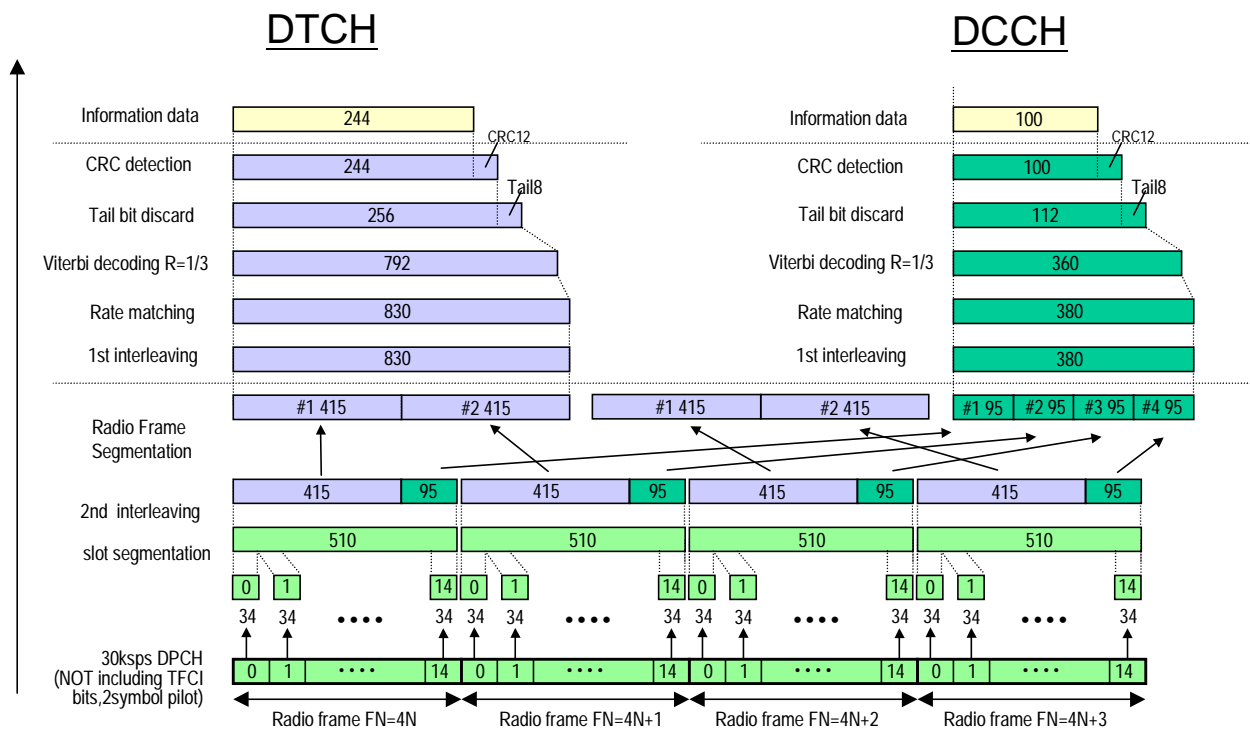 DTCH
DCCH
Information data
244
Information data
100
CRC12
CRC12
CRC detection
244
CRC detection
100
Tail8
Tail8
Tail bit discard
256
Tail bit discard
112
Viterbi decoding R=1/3
792
Viterbi decoding R=1/3
360
Rate matching
830
Rate matching
380
1st interleaving
830
1st interleaving
380
Radio Frame
Segmentation
#1 415
#2 415
#1 415
#2 415
#1 95
#2 95
#3 95
#4 95
2nd interleaving
415
95
415
95
415
95
415
95
slot segmentation
510
510
510
510
0
1
14
0
1
14
0
1
14
0
1
14
34
34
••••
34
34
34
••••
34
34
34
••••
34
34
34
••••
34
30ksps DPCH
(NOT including TFCI
bits,2symbol pilot)
0
1
••••
14
0
1
••••
14
0
1
••••
14
0
1
••••
14
Radio frame FN=4N
Radio frame FN=4N+1
Radio frame FN=4N+2
Radio frame FN=4N+3